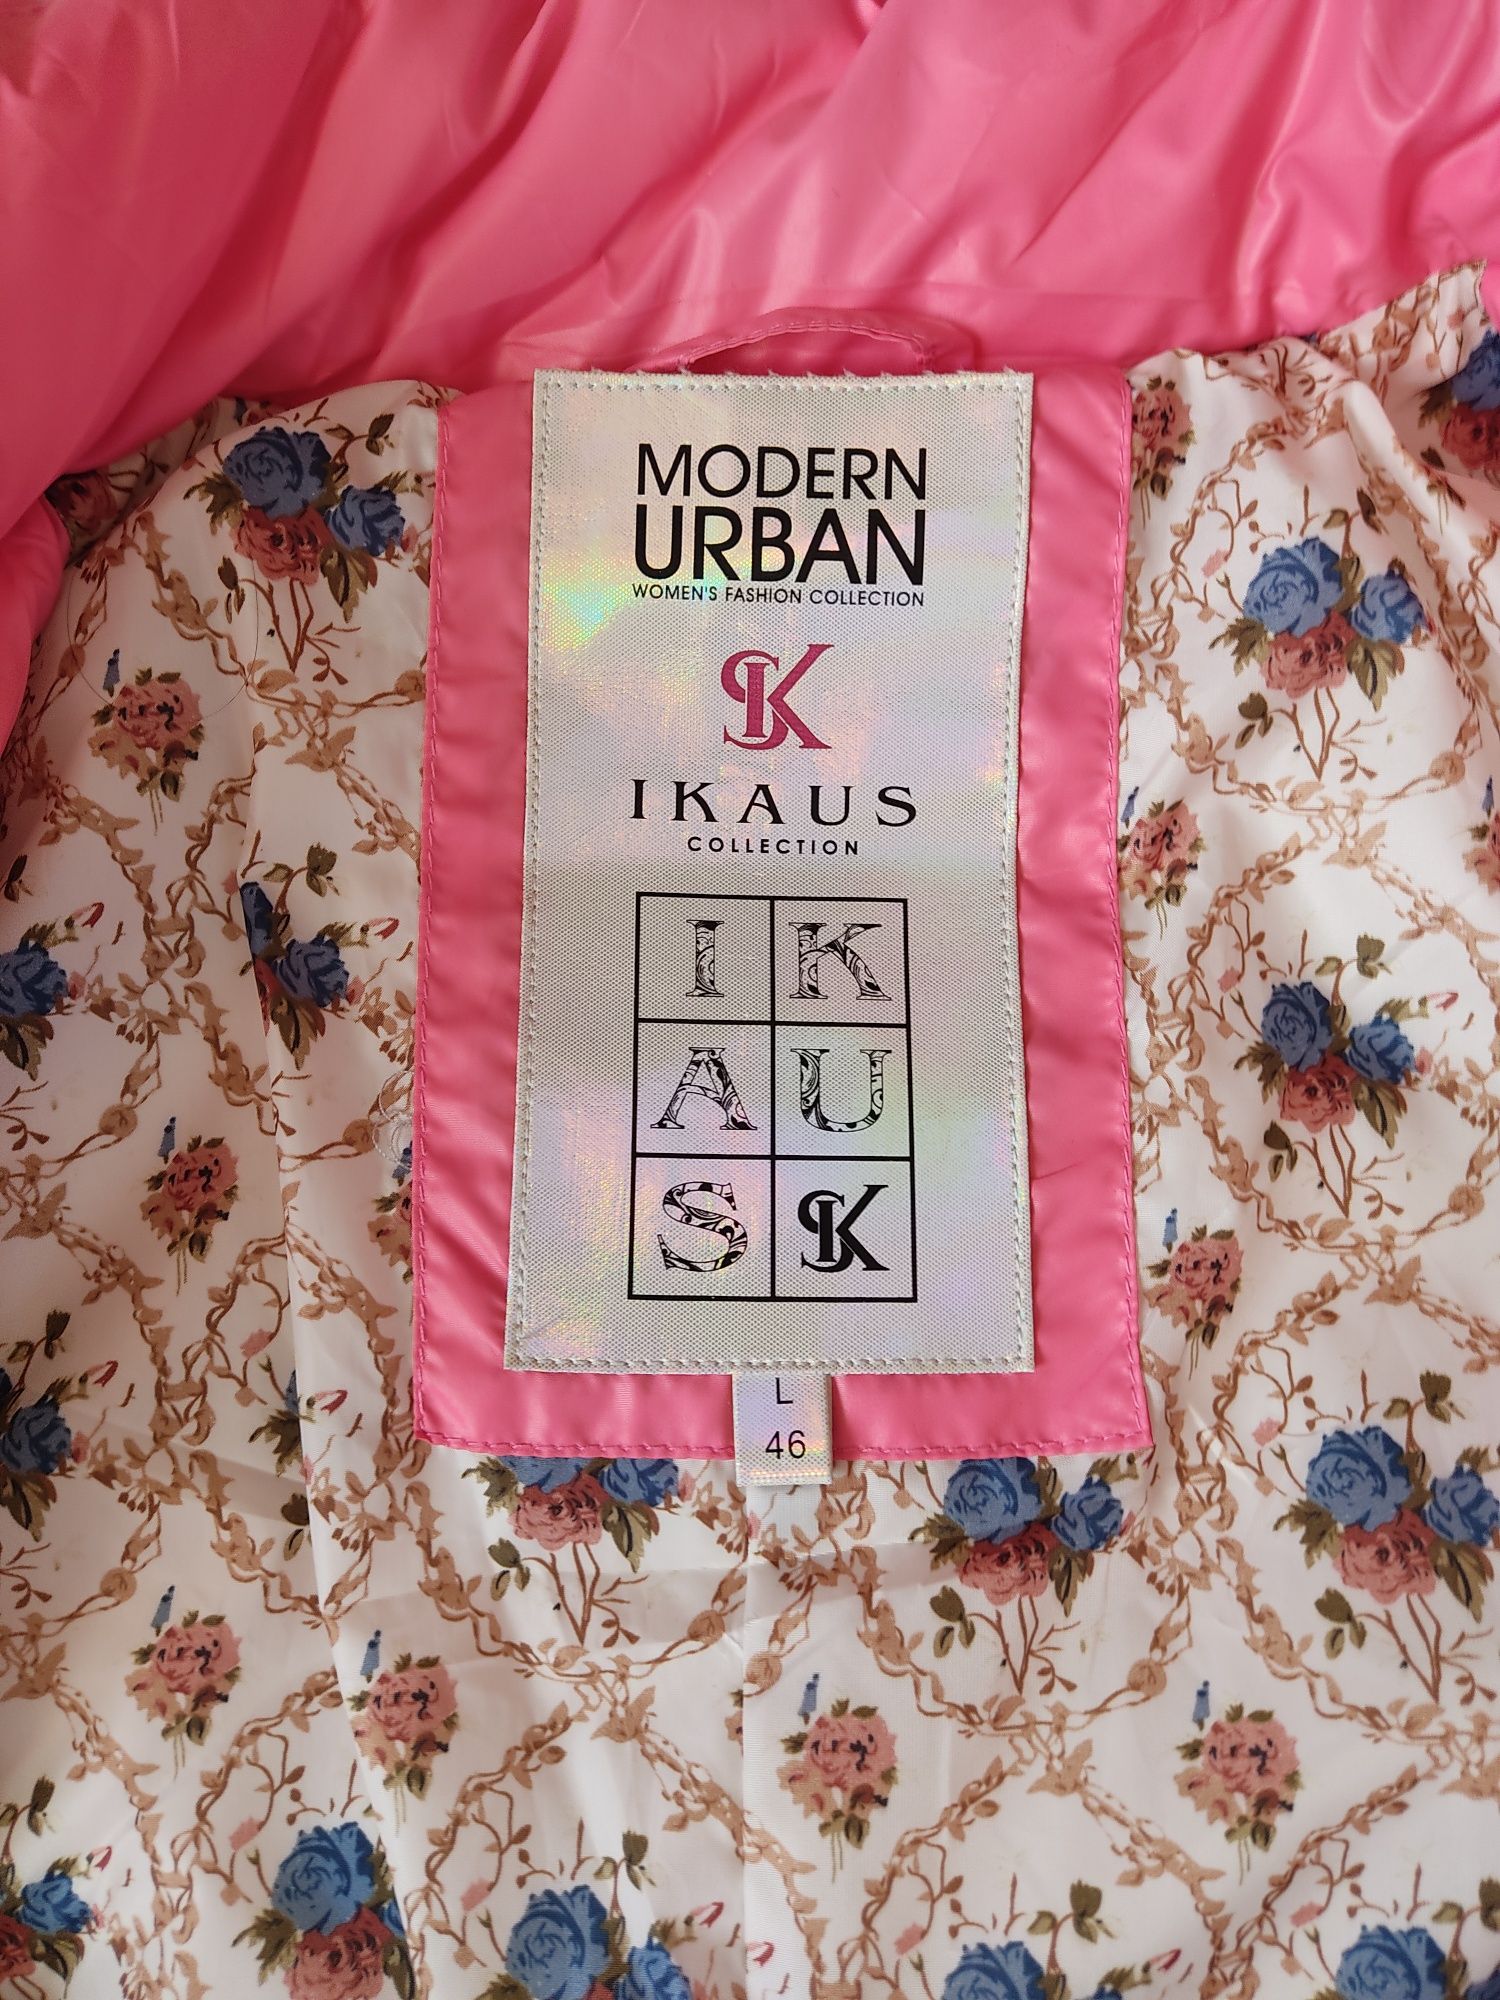 MODERN
URBAN
WOMEN'S FASHION COLLECTION
SK
IKAUS
COLLECTION
I K
A U
S SK
L
46